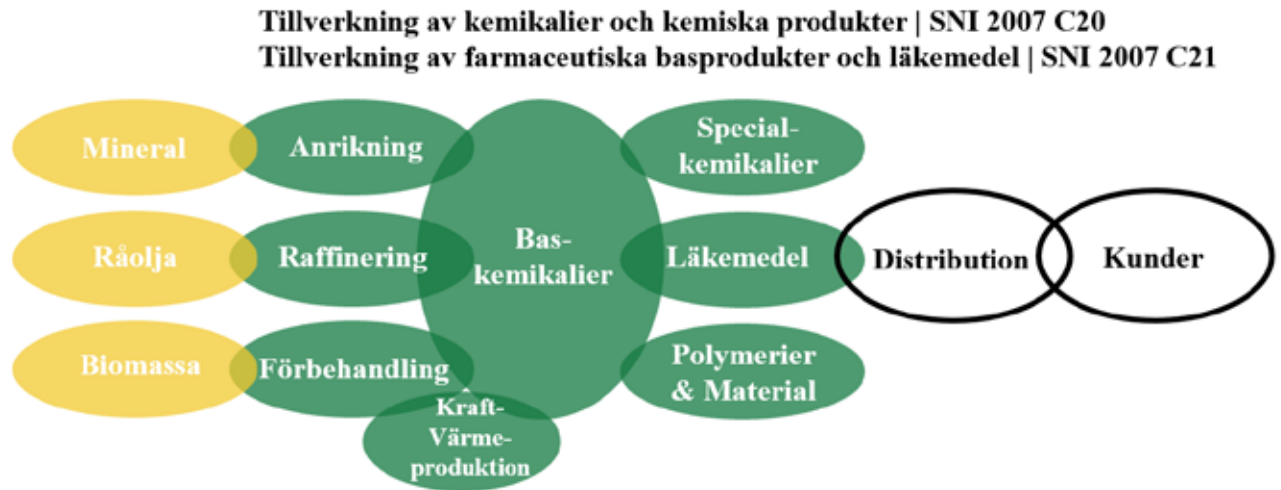 Tillverkning av kemikalier och kemiska produkter | SNI 2007 C20
Tillverkning av farmaceutiska basprodukter och läkemedel | SNI 2007 C21
Mineral
Anrikning
Special-
kemikalier
Råolja
Raffinering
Bas-
kemikalier
Läkemedel
Distribution
Kunder
Biomassa
Förbehandling
Polymerier
& Material
Kraft-
Värme-
produktion